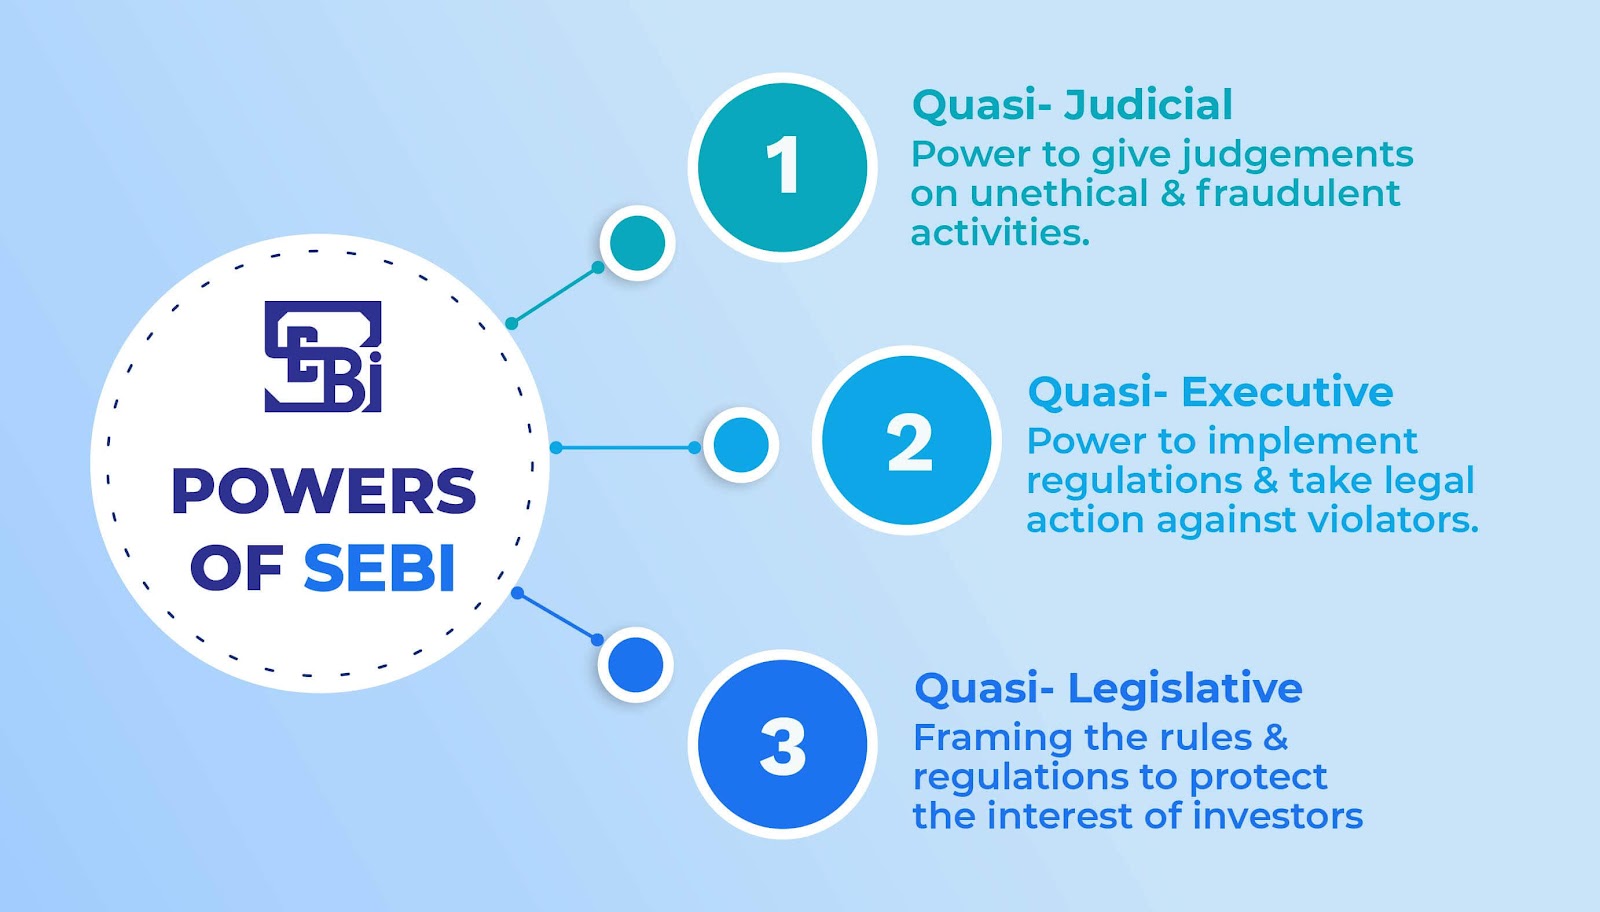 SEBi
POWERS
OF SEBI
1
Quasi- Judicial
Power to give judgements
on unethical & fraudulent
activities.
2
Quasi- Executive
Power to implement
regulations & take legal
action against violators.
3
Quasi- Legislative
Framing the rules &
regulations to protect
the interest of investors